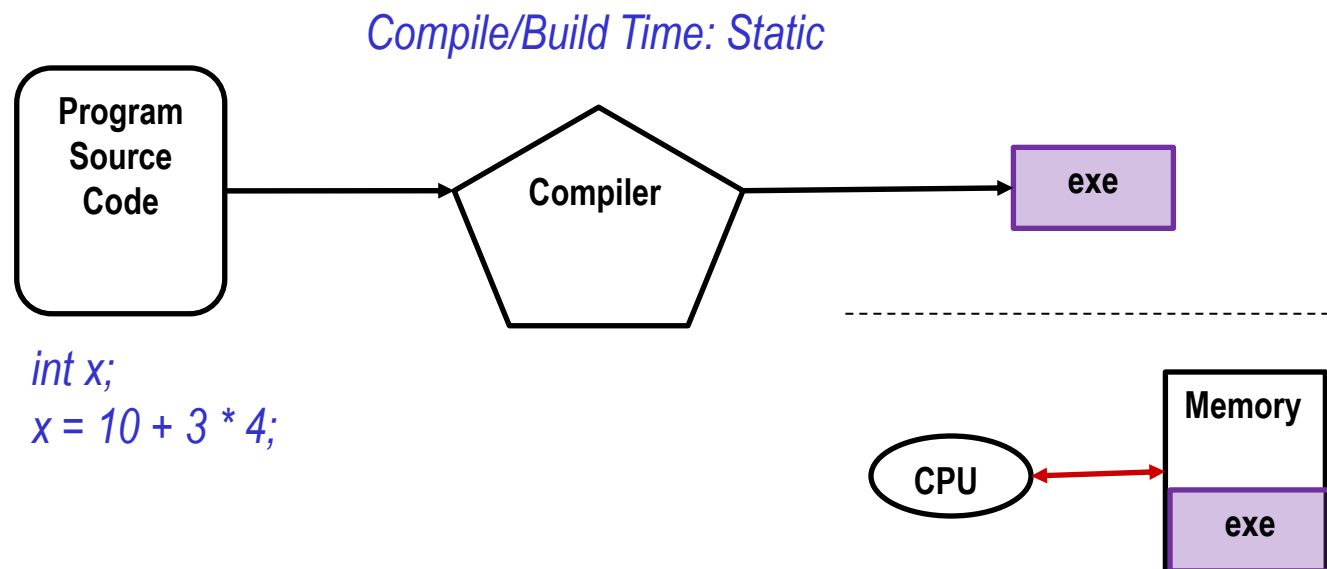 Compile/Build Time: Static
Program
Source
Code
Compiler
exe
int x;
x = 10 + 3 * 4;
Memory
CPU
exe